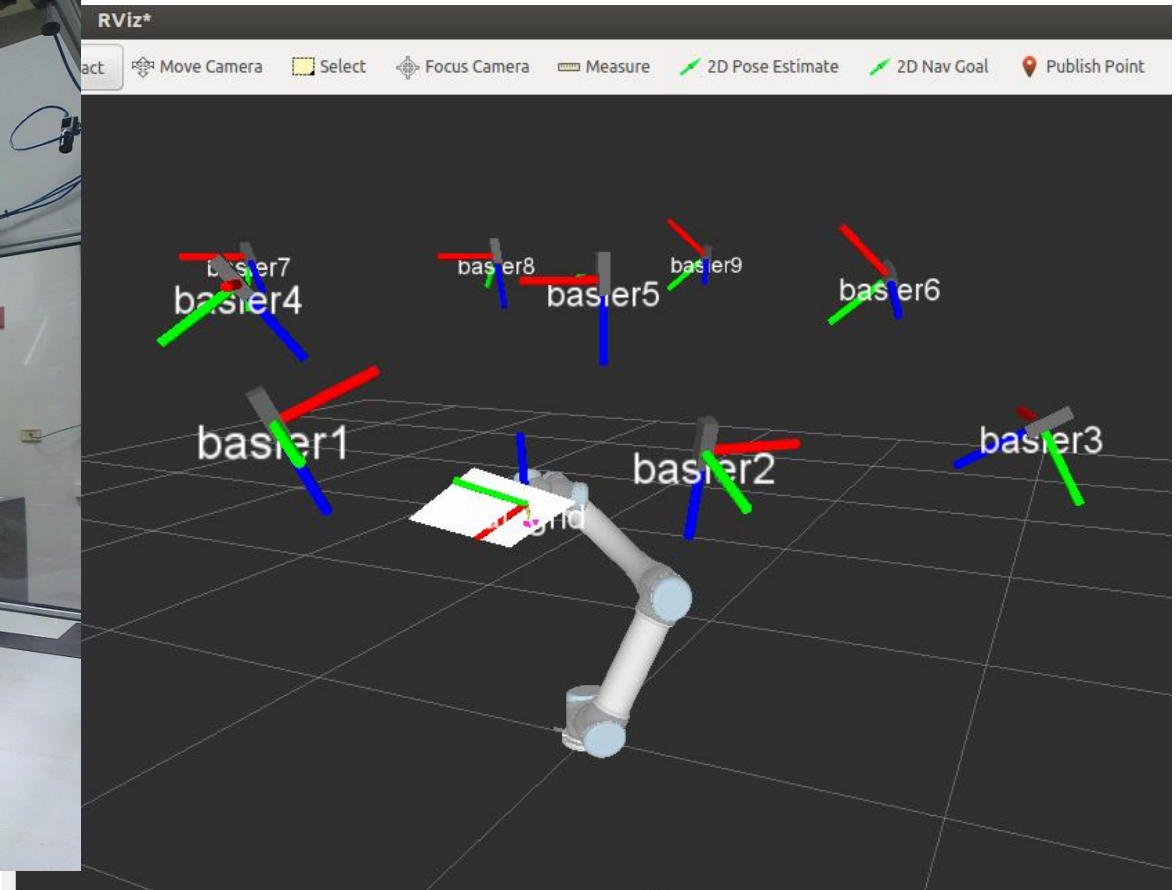 RViz*
act Move Camera Select Focus Camera Measure 2D Pose Estimate 2D Nav Goal Publish Point
basler7
basler8
basler9
basler4
basler5
basler6
basler1
basler2
basler3